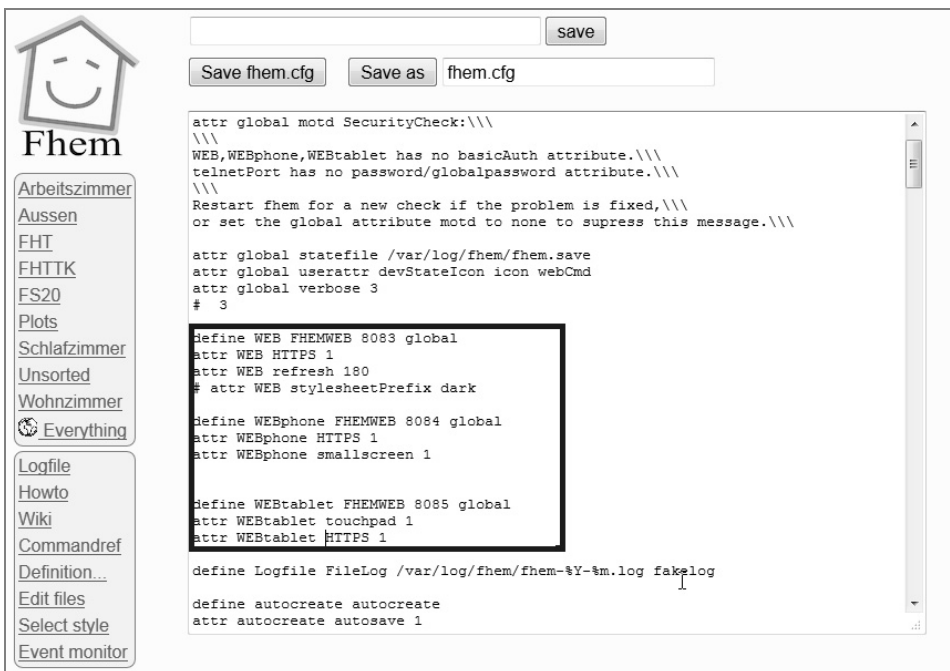 save
Save fhem.cfg Save as fhem.cfg
Fhem
Arbeitszimmer
Aussen
FHT
FHTTK
FS20
Plots
Schlafzimmer
Unsorted
Wohnzimmer
Everything
Logfile
Howto
Wiki
Commandref
Definition...
Edit files
Select style
Event monitor
attr global motd SecurityCheck:\\\
\\\
WEB,WEBphone,WEBtablet has no basicAuth attribute.\\\
telnetPort has no password/globalpassword attribute.\\\
\\\
Restart fhem for a new check if the problem is fixed,\\\
or set the global attribute motd to none to supress this message.\\\
attr global statefile /var/log/fhem/fhem.save
attr global userattr devStateIcon icon webCmd
attr global verbose 3
# 3
define WEB FHEMWEB 8083 global
attr WEB HTTPS 1
attr WEB refresh 180
# attr WEB stylesheetPrefix dark
define WEBphone FHEMWEB 8084 global
attr WEBphone HTTPS 1
attr WEBphone smallscreen 1
define WEBtablet FHEMWEB 8085 global
attr WEBtablet touchpad 1
attr WEBtablet HTTPS 1
define Logfile FileLog /var/log/fhem/fhem-%Y-%m.log fakelog
define autocreate autocreate
attr autocreate autosave 1